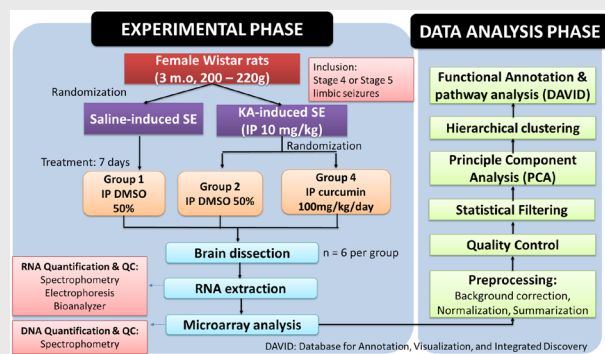 EXPERIMENTAL PHASE
Female Wistar rats
(3 m.o, 200 – 220g)
Inclusion:
Stage 4 or Stage 5
limbic seizures
Randomization
Saline-induced SE
KA-induced SE
(IP 10 mg/kg)
Randomization
Treatment: 7 days
Group 1
IP DMSO
50%
Group 2
IP DMSO 50%
Group 4
IP curcumin
100mg/kg/day
Brain dissection
n = 6 per group
RNA Quantification & QC:
Spectrophometry
Electrophoresis
Bioanalyzer
RNA extraction
DNA Quantification & QC:
Spectrophometry
Microarray analysis
DATA ANALYSIS PHASE
Functional Annotation &
pathway analysis (DAVID)
Hierarchical clustering
Principle Component
Analysis (PCA)
Statistical Filtering
Quality Control
Preprocessing:
Background correction,
Normalization, Summarization
DAVID: Database for Annotation, Visualization, and Integrated Discovery